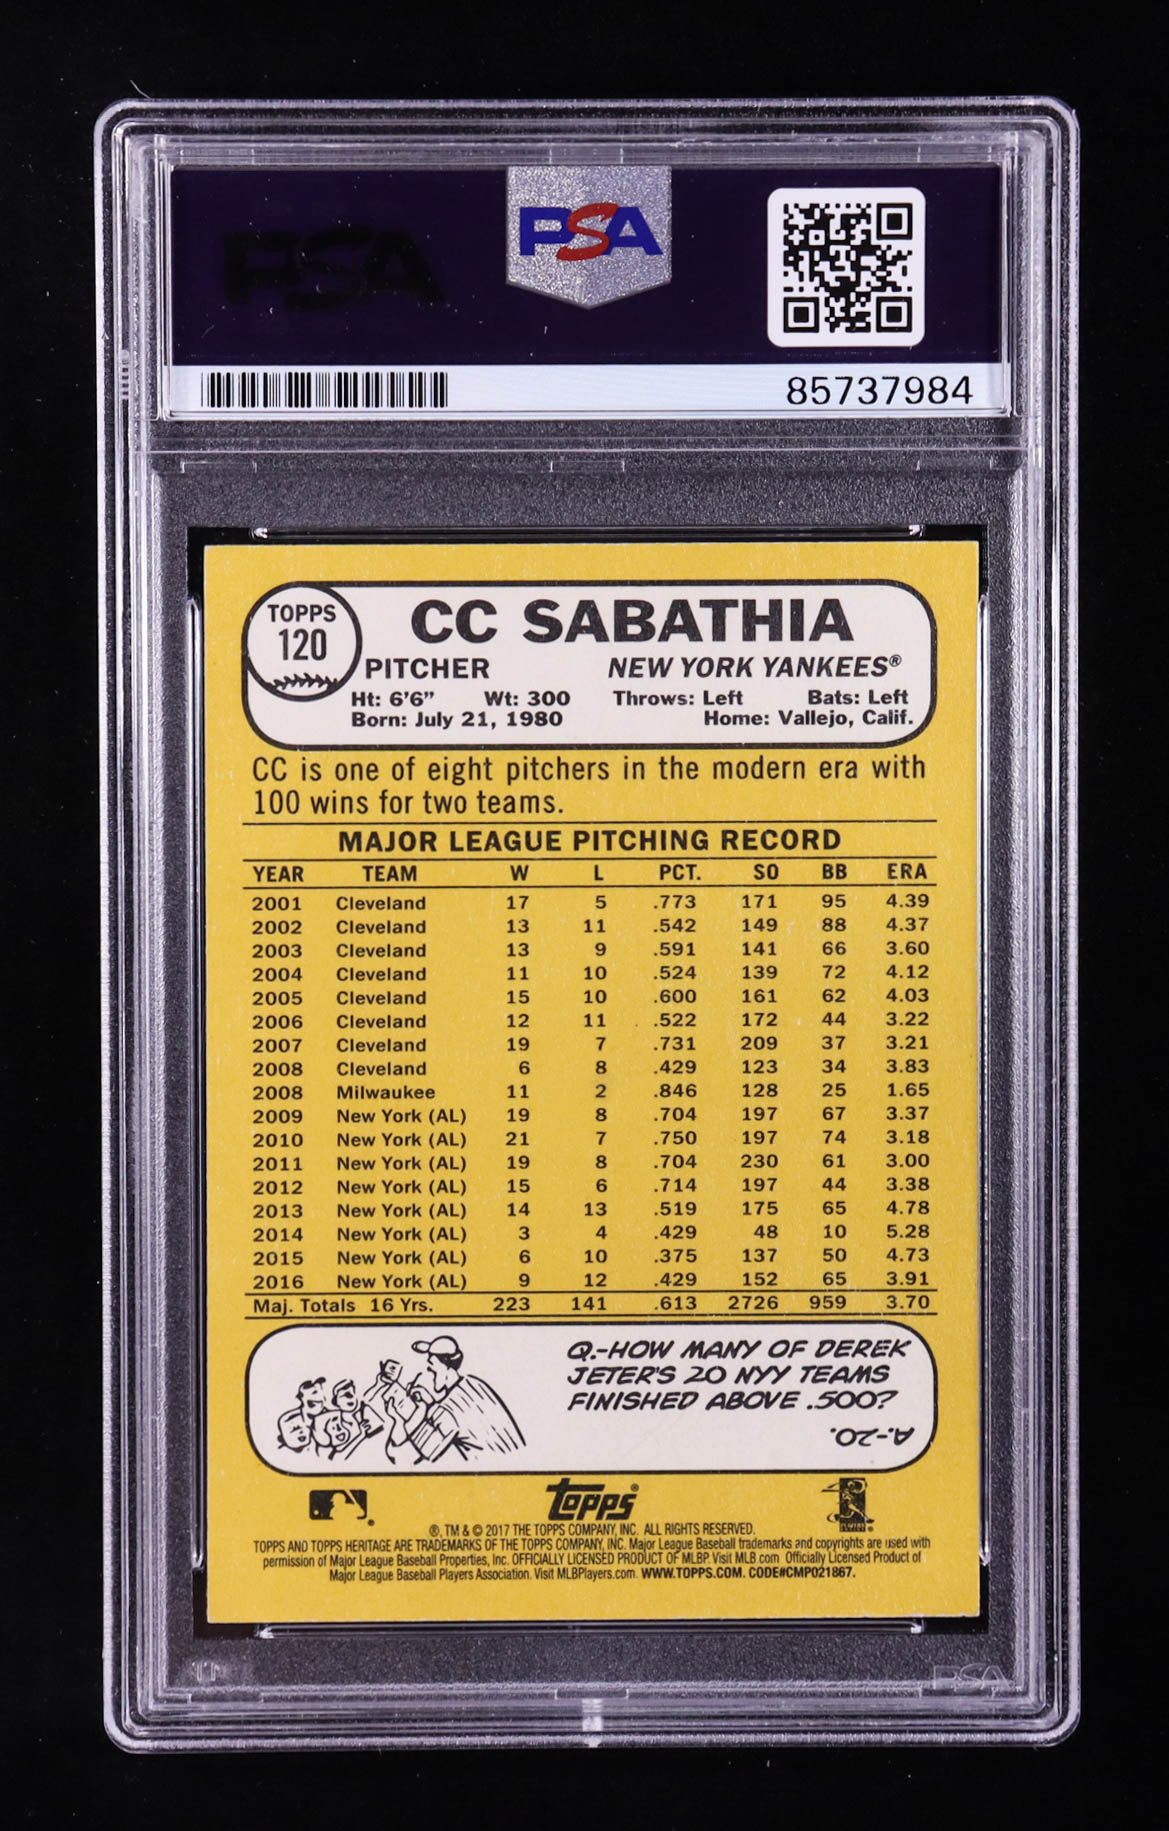 PSA
PSA
85737984
TOPPS
120
CC SABATHIA
PITCHER NEW YORK YANKEES®
Ht: 6'6" Wt: 300 Throws: Left Bats: Left
Born: July 21, 1980 Home: Vallejo, Calif.
CC is one of eight pitchers in the modern era with
100 wins for two teams.
MAJOR LEAGUE PITCHING RECORD
YEAR TEAM W L PCT. SO BB ERA
2001 Cleveland 17 5 .773 171 95 4.39
2002 Cleveland 13 11 .542 149 88 4.37
2003 Cleveland 13 9 .591 141 66 3.60
2004 Cleveland 11 10 .524 139 72 4.12
2005 Cleveland 15 10 .600 161 62 4.03
2006 Cleveland 12 11 .522 172 44 3.22
2007 Cleveland 19 7 .731 209 37 3.21
2008 Cleveland 6 8 .429 123 34 3.83
2008 Milwaukee 11 2 .846 128 25 1.65
2009 New York (AL) 19 8 .704 197 67 3.37
2010 New York (AL) 21 7 .750 197 74 3.18
2011 New York (AL) 19 8 .704 230 61 3.00
2012 New York (AL) 15 6 .714 197 44 3.38
2013 New York (AL) 14 13 .519 175 65 4.78
2014 New York (AL) 3 4 .429 48 10 5.28
2015 New York (AL) 6 10 .375 137 50 4.73
2016 New York (AL) 9 12 .429 152 65 3.91
Maj. Totals 16 Yrs. 223 141 .613 2726 959 3.70
Q.-HOW MANY OF DEREK
JETER'S 20 NYY TEAMS
FINISHED ABOVE .500?
A.-20.
topps®
®, TM & © 2017 THE TOPPS COMPANY, INC. ALL RIGHTS RESERVED.
TOPPS AND TOPPS HERITAGE ARE TRADEMARKS OF THE TOPPS COMPANY, INC. Major League Baseball trademarks and copyrights are used with
permission of Major League Baseball Properties, Inc. OFFICIALLY LICENSED PRODUCT OF MLBP. Visit MLB.com Officially Licensed Product of
Major League Baseball Players Association. Visit MLBPlayers.com. WWW.TOPPS.COM. CODE#CMP021867.
PSA